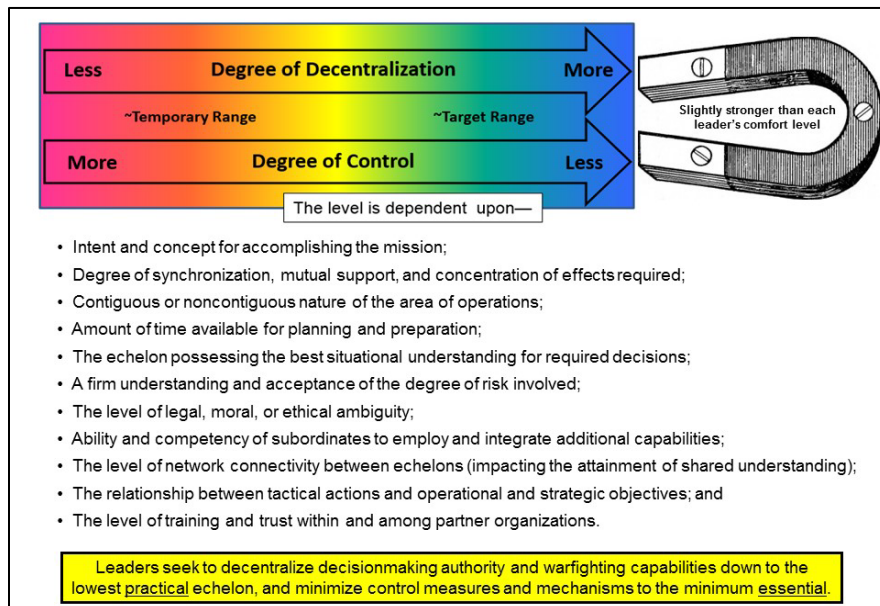 Less Degree of Decentralization More
~Temporary Range ~Target Range
Slightly stronger than each
leader's comfort level
More Degree of Control Less
The level is dependent upon—
• Intent and concept for accomplishing the mission;
• Degree of synchronization, mutual support, and concentration of effects required;
• Contiguous or noncontiguous nature of the area of operations;
• Amount of time available for planning and preparation;
• The echelon possessing the best situational understanding for required decisions;
• A firm understanding and acceptance of the degree of risk involved;
• The level of legal, moral, or ethical ambiguity;
• Ability and competency of subordinates to employ and integrate additional capabilities;
• The level of network connectivity between echelons (impacting the attainment of shared understanding);
• The relationship between tactical actions and operational and strategic objectives; and
• The level of training and trust within and among partner organizations.
Leaders seek to decentralize decisionmaking authority and warfighting capabilities down to the
lowest practical echelon, and minimize control measures and mechanisms to the minimum essential.